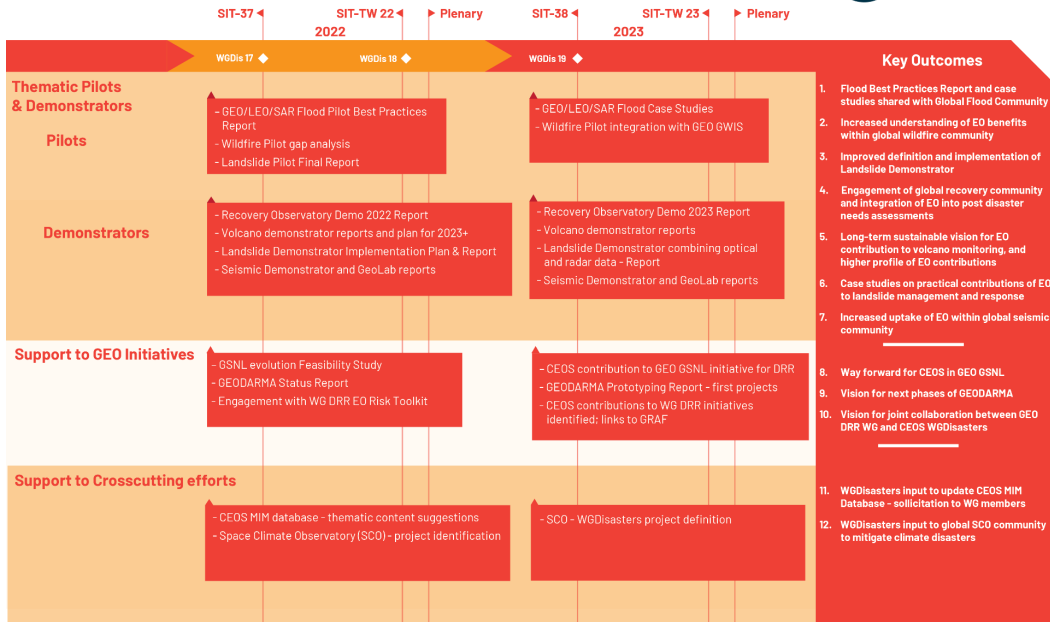 SIT-37
SIT-TW 22
Plenary
SIT-38
SIT-TW 23
Plenary
2022
2023
WGDis 17
WGDis 18
WGDis 19
Key Outcomes
Thematic Pilots
& Demonstrators
Pilots
- GEO/LEO/SAR Flood Pilot Best Practices
Report
- Wildfire Pilot gap analysis
- Landslide Pilot Final Report
- GEO/LEO/SAR Flood Case Studies
- Wildfire Pilot integration with GEO GWIS
Demonstrators
- Recovery Observatory Demo 2022 Report
- Volcano demonstrator reports and plan for 2023+
- Landslide Demonstrator Implementation Plan & Report
- Seismic Demonstrator and GeoLab reports
- Recovery Observatory Demo 2023 Report
- Volcano demonstrator reports
- Landslide Demonstrator combining optical
and radar data - Report
- Seismic Demonstrator and GeoLab reports
Support to GEO Initiatives
- GSNL evolution Feasibility Study
- GEODARMA Status Report
- Engagement with WG DRR EO Risk Toolkit
- CEOS contribution to GEO GSNL initiative for DRR
- GEODARMA Prototyping Report - first projects
- CEOS contributions to WG DRR initiatives
identified; links to GRAF
Support to Crosscutting efforts
- CEOS MIM database - thematic content suggestions
- Space Climate Observatory (SCO) - project identification
- SCO - WGDisasters project definition
1. Flood Best Practices Report and case
studies shared with Global Flood Community
2. Increased understanding of EO benefits
within global wildfire community
3. Improved definition and implementation of
Landslide Demonstrator
4. Engagement of global recovery community
and integration of EO into post disaster
needs assessments
5. Long-term sustainable vision for EO
contribution to volcano monitoring, and
higher profile of EO contributions
6. Case studies on practical contributions of EO
to landslide management and response
7. Increased uptake of EO within global seismic
community
8. Way forward for CEOS in GEO GSNL
9. Vision for next phases of GEODARMA
10. Vision for joint collaboration between GEO
DRR WG and CEOS WGDisasters
11. WGDisasters input to update CEOS MIM
Database - sollicitation to WG members
12. WGDisasters input to global SCO community
to mitigate climate disasters